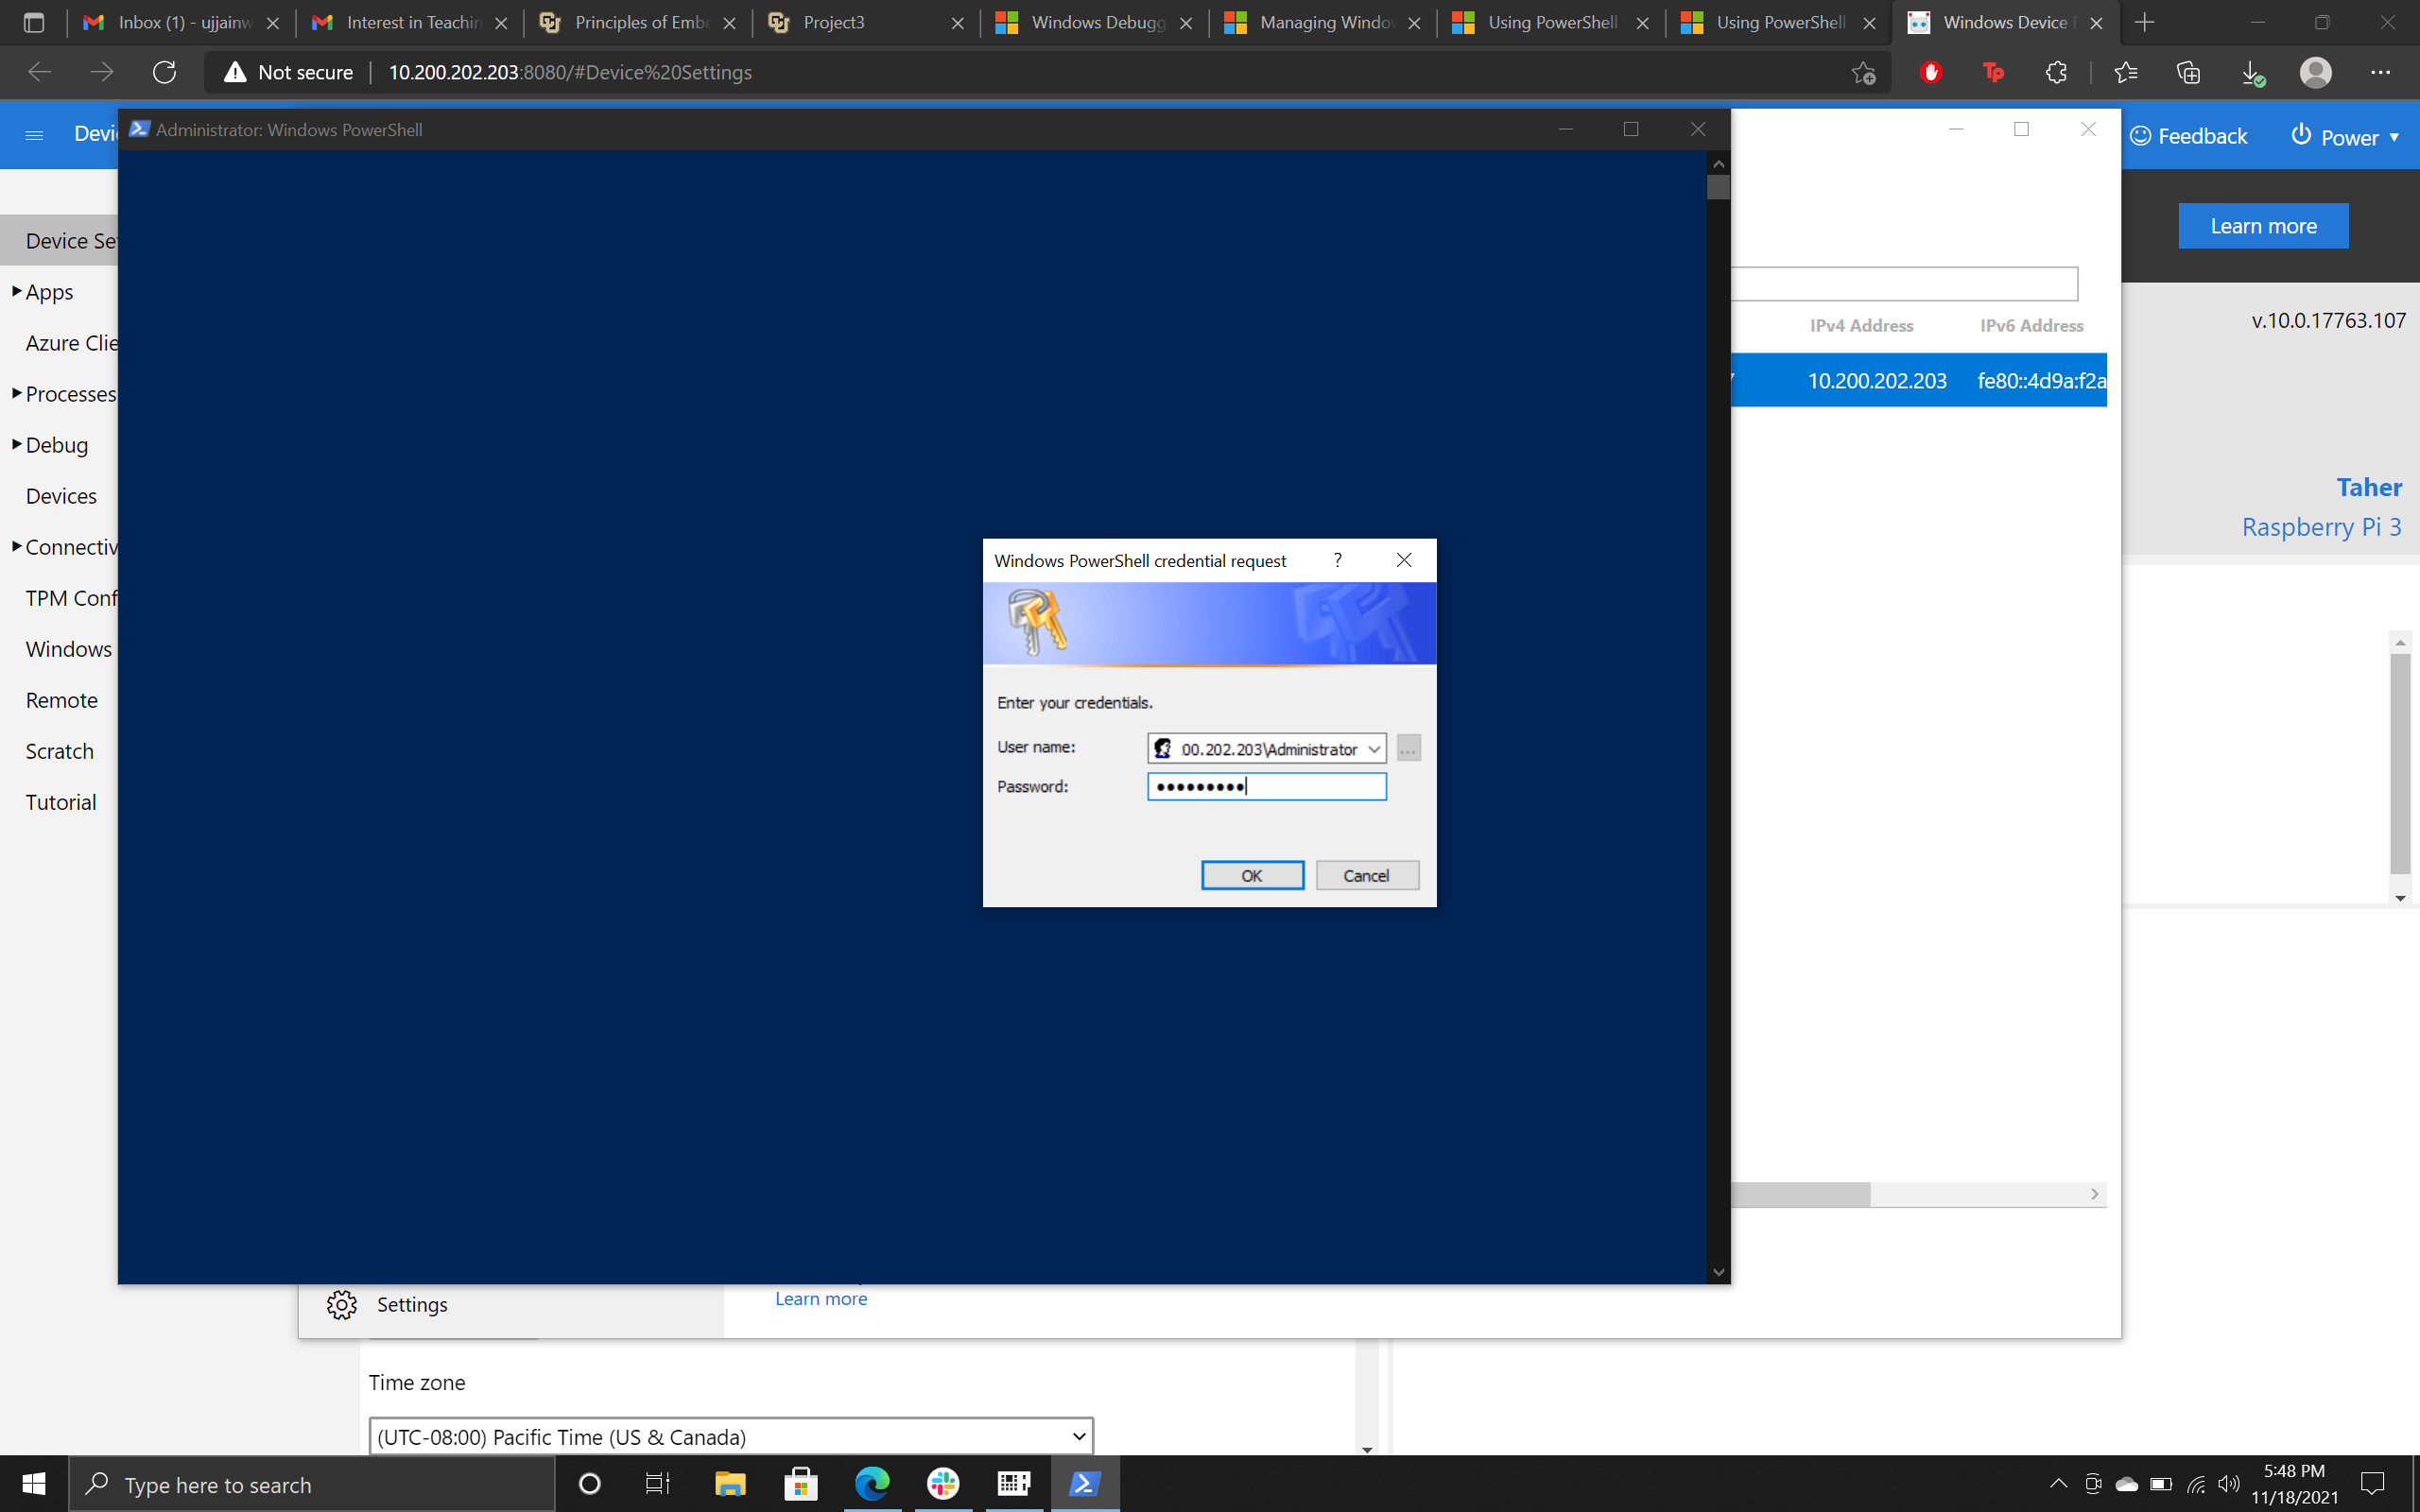 Inbox (1) - ujjainw
Interest in Teachin
Principles of Embe
Project3
Windows Debugg
Managing Windo
Using PowerShell
Using PowerShell
Windows Device
Not secure
10.200.202.203:8080/#Device%20Settings
Devi
Administrator: Windows PowerShell
Feedback
Power
Learn more
Device Set
Apps
Azure Clie
Processes
Debug
Devices
Connectiv
TPM Conf
Windows
Remote
Scratch
Tutorial
IPv4 Address
IPv6 Address
10.200.202.203
fe80::4d9a:f2a
v.10.0.17763.107
Taher
Raspberry Pi 3
Windows PowerShell credential request
?
Enter your credentials.
User name:
00.202.203\Administrator
...
Password:
OK
Cancel
Settings
Learn more
Time zone
(UTC-08:00) Pacific Time (US & Canada)
Type here to search
5:48 PM
11/18/2021